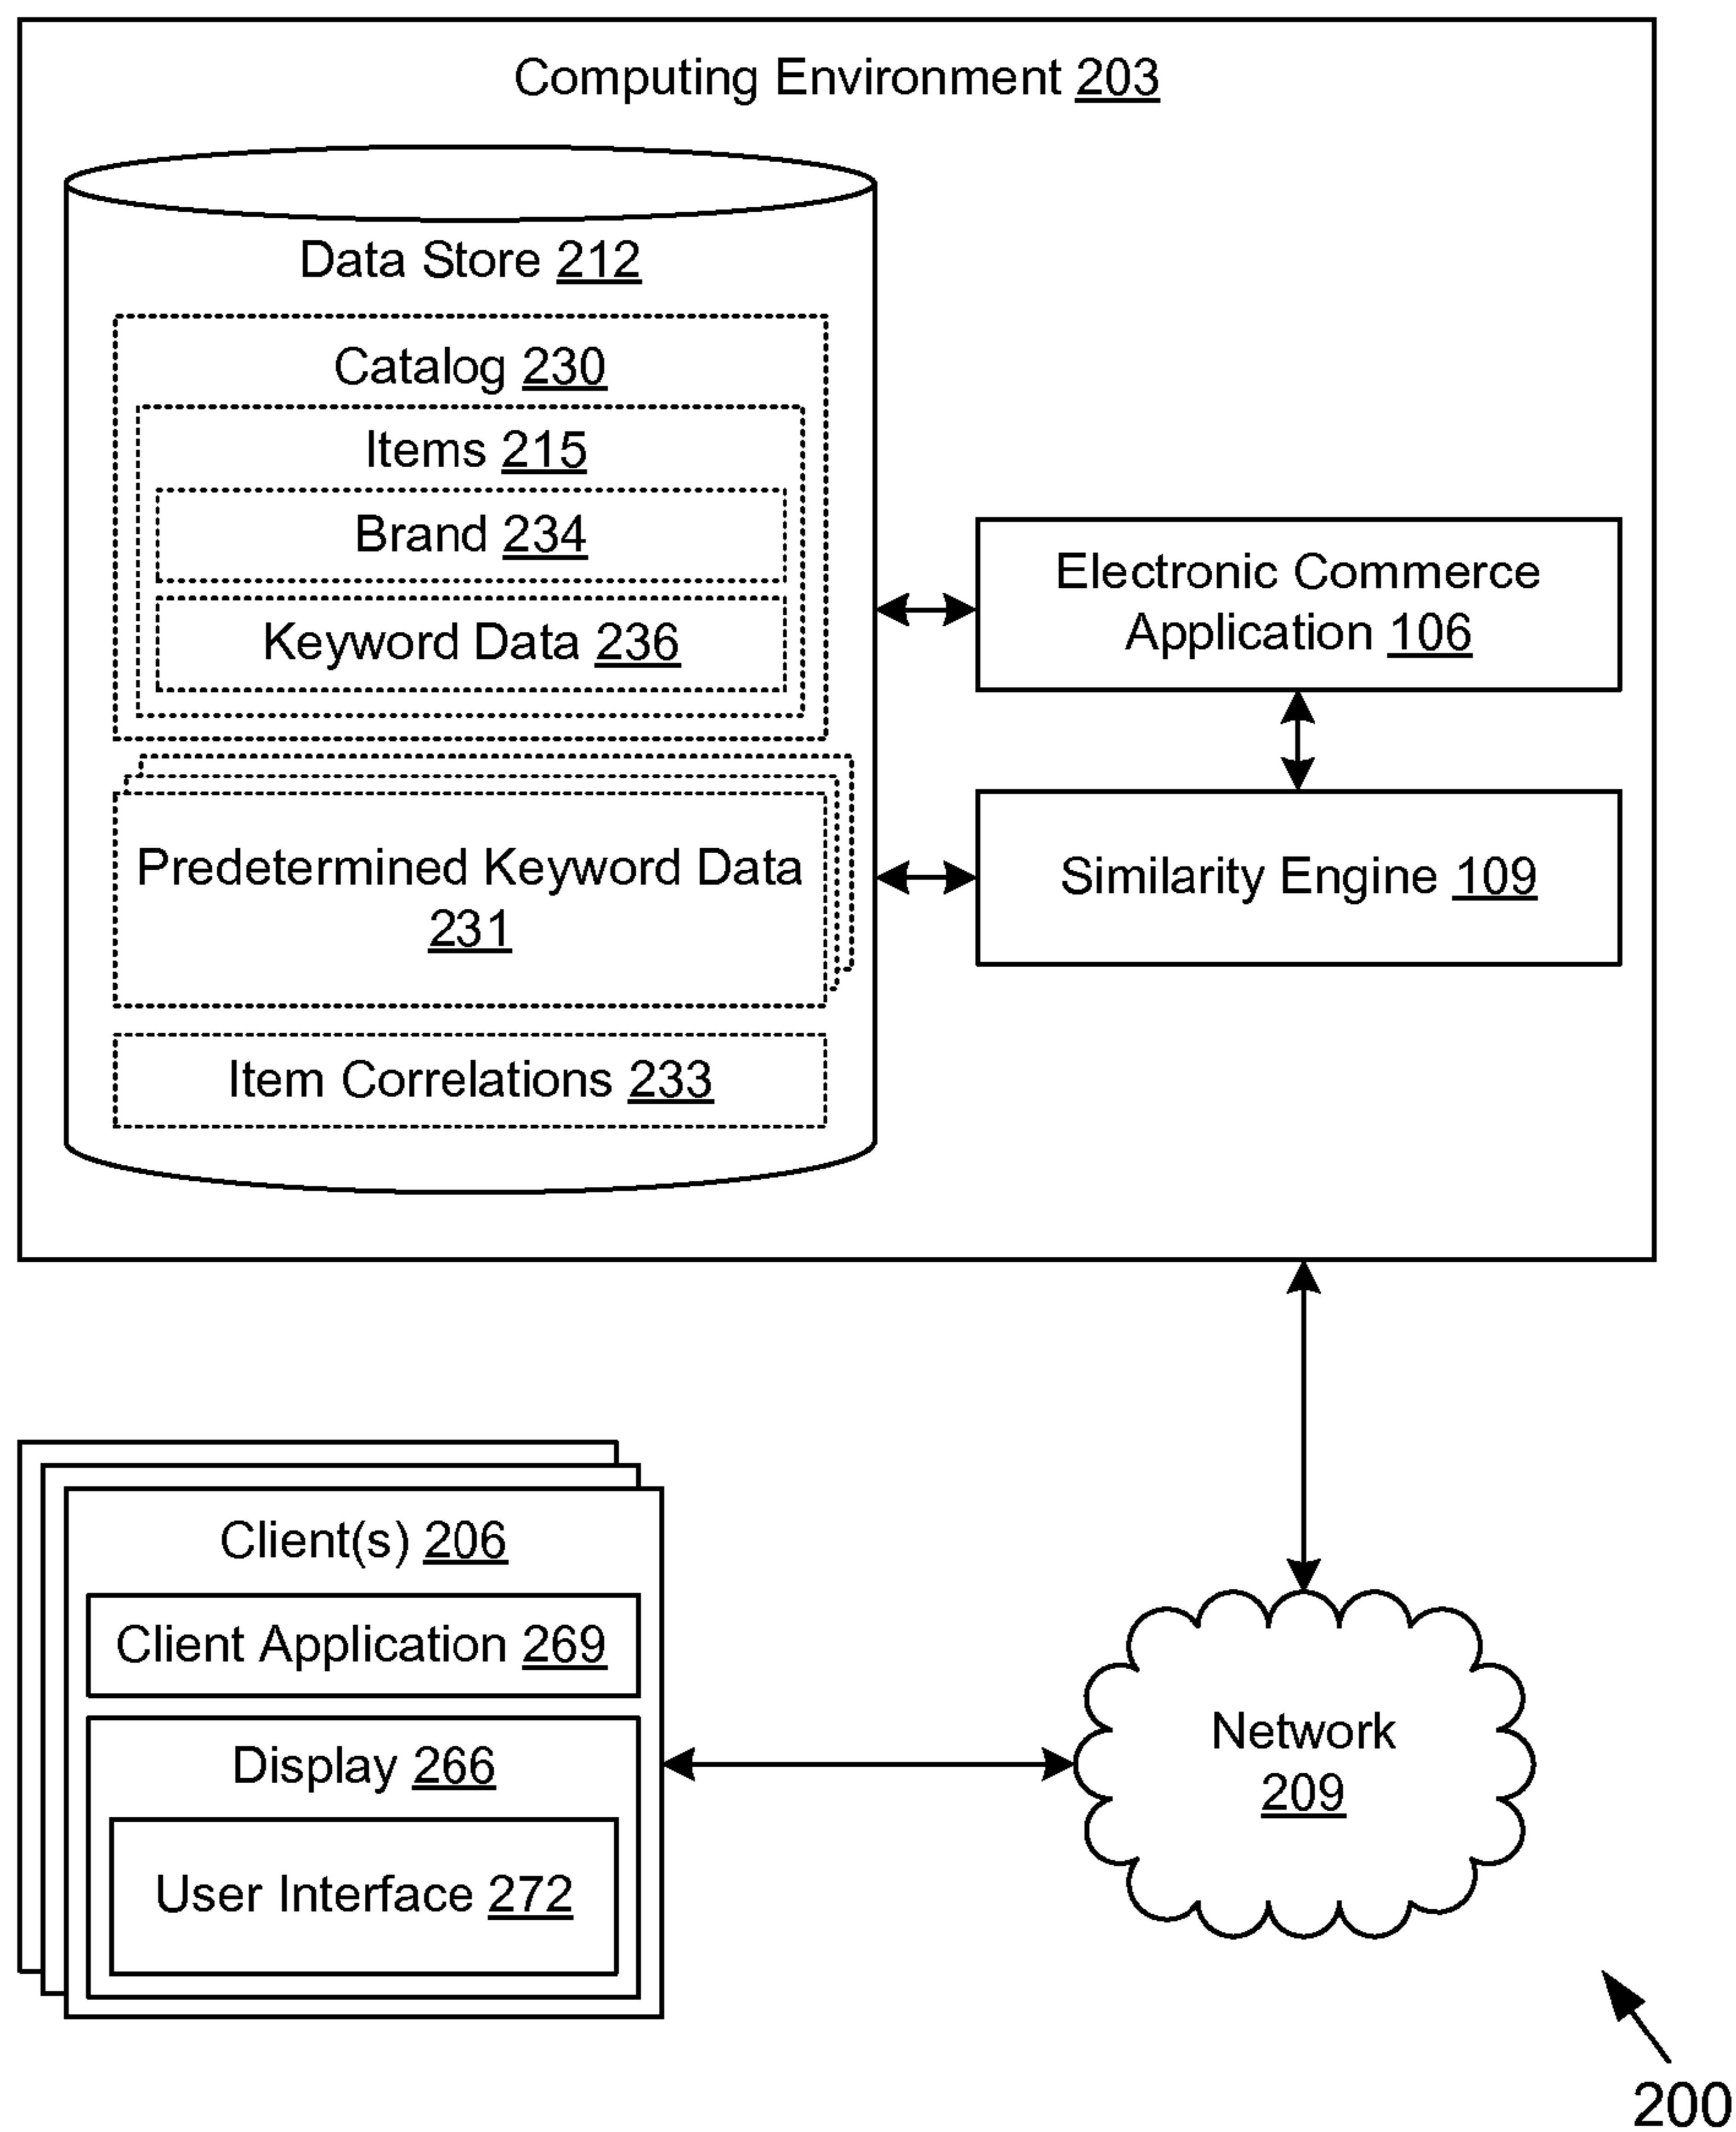 Computing Environment 203
Data Store 212
Catalog 230
Items 215
Brand 234
Keyword Data 236
Predetermined Keyword Data
231
Item Correlations 233
Electronic Commerce
Application 106
Similarity Engine 109
Client(s) 206
Client Application 269
Display 266
User Interface 272
Network
209
200